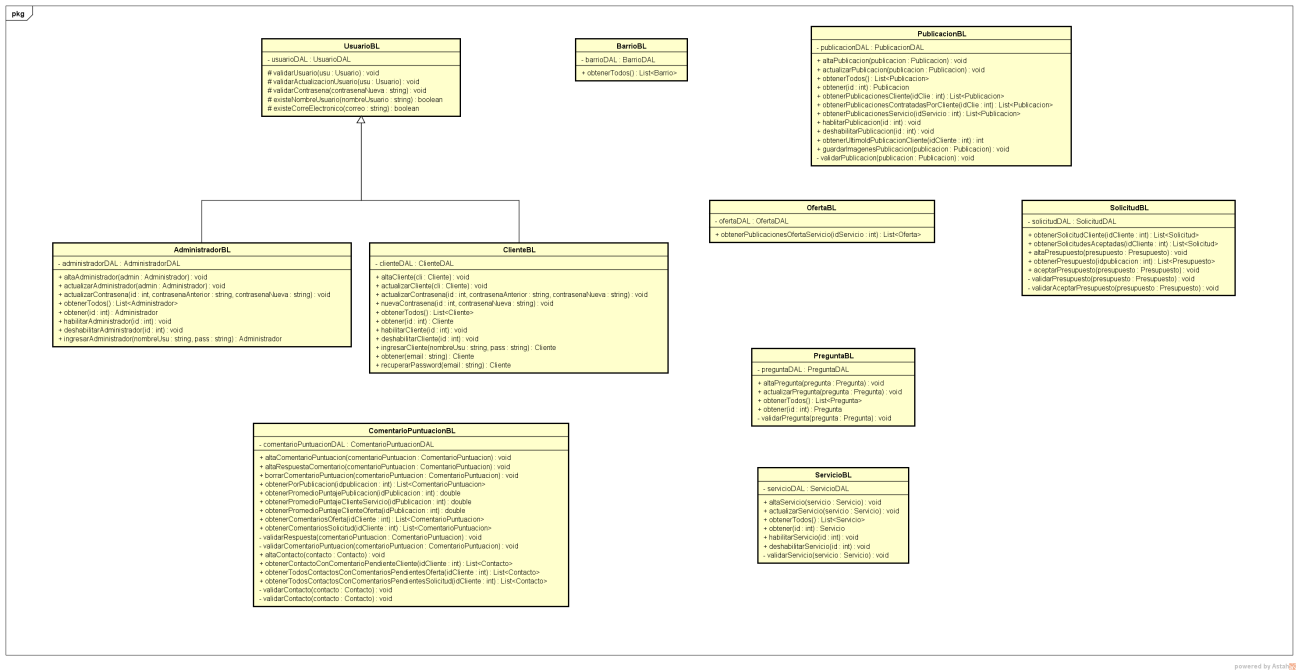 pkg
UsuarioBL
- usuarioDAL : UsuarioDAL
# validarUsuario(usu : Usuario) : void
# validarActualizacionUsuario(usu : Usuario) : void
# validarContrasena(contrasenaNueva : string) : void
# existeNombreUsuario(nombreUsuario : string) : boolean
# existeCorreElectronico(correo : string) : boolean
BarrioBL
- barrioDAL : BarrioDAL
+ obtenerTodos() : List<Barrio>
PublicacionBL
- publicacionDAL : PublicacionDAL
+ altaPublicacion(publicacion : Publicacion) : void
+ actualizarPublicacion(publicacion : Publicacion) : void
+ obtenerTodos() : List<Publicacion>
+ obtener(id : int) : Publicacion
+ obtenerPublicacionesCliente(idClie : int) : List<Publicacion>
+ obtenerPublicacionesContratadasPorCliente(idClie : int) : List<Publicacion>
+ obtenerPublicacionesServicio(idServicio : int) : List<Publicacion>
+ hablitarPublicacion(id : int) : void
+ deshabilitarPublicacion(id : int) : void
+ obtenerUltimoIdPublicacionCliente(idCliente : int) : int
+ guardarImagenesPublicacion(publicacion : Publicacion) : void
- validarPublicacion(publicacion : Publicacion) : void
OfertaBL
- ofertaDAL : OfertaDAL
+ obtenerPublicacionesOfertaServicio(idServicio : int) : List<Oferta>
SolicitudBL
- solicitudDAL : SolicitudDAL
+ obtenerSolicitudCliente(idCliente : int) : List<Solicitud>
+ obtenerSolicitudesAceptadas(idCliente : int) : List<Solicitud>
+ altaPresupuesto(presupuesto : Presupuesto) : void
+ obtenerPresupuesto(idpublicacion : int) : List<Presupuesto>
+ aceptarPresupuesto(presupuesto : Presupuesto) : void
- validarPresupuesto(presupuesto : Presupuesto) : void
- validarAceptarPresupuesto(presupuesto : Presupuesto) : void
AdministradorBL
- administradorDAL : AdministradorDAL
+ altaAdministrador(admin : Administrador) : void
+ actualizarAdministrador(admin : Administrador) : void
+ actualizarContrasena(id : int, contrasenaAnterior : string, contrasenaNueva : string) : void
+ obtenerTodos() : List<Administrador>
+ obtener(id : int) : Administrador
+ habilitarAdministrador(id : int) : void
+ deshabilitarAdministrador(id : int) : void
+ ingresarAdministrador(nombreUsu : string, pass : string) : Administrador
ClienteBL
- clienteDAL : ClienteDAL
+ altaCliente(cli : Cliente) : void
+ actualizarCliente(cli : Cliente) : void
+ actualizarContrasena(id : int, contrasenaAnterior : string, contrasenaNueva : string) : void
+ nuevaContrasena(id : int, contrasenaNueva : string) : void
+ obtenerTodos() : List<Cliente>
+ obtener(id : int) : Cliente
+ habilitarCliente(id : int) : void
+ deshabilitarCliente(id : int) : void
+ ingresarCliente(nombreUsu : string, pass : string) : Cliente
+ obtener(email : string) : Cliente
+ recuperarPassword(email : string) : Cliente
PreguntaBL
- preguntaDAL : PreguntaDAL
+ altaPregunta(pregunta : Pregunta) : void
+ actualizarPregunta(pregunta : Pregunta) : void
+ obtenerTodos() : List<Pregunta>
+ obtener(id : int) : Pregunta
- validarPregunta(pregunta : Pregunta) : void
ComentarioPuntuacionBL
- comentarioPuntuacionDAL : ComentarioPuntuacionDAL
+ altaComentarioPuntuacion(comentarioPuntuacion : ComentarioPuntuacion) : void
+ altaRespuestaComentario(comentarioPuntuacion : ComentarioPuntuacion) : void
+ borrarComentarioPuntuacion(comentarioPuntuacion : ComentarioPuntuacion) : void
+ obtenerPorPublicacion(idpublicacion : int) : List<ComentarioPuntuacion>
+ obtenerPromedioPuntajePublicacion(idPublicacion : int) : double
+ obtenerPromedioPuntajeClienteServicio(idPublicacion : int) : double
+ obtenerPromedioPuntajeClienteOferta(idPublicacion : int) : double
+ obtenerComentariosOferta(idCliente : int) : List<ComentarioPuntuacion>
+ obtenerComentariosSolicitud(idCliente : int) : List<ComentarioPuntuacion>
- validarRespuesta(comentarioPuntuacion : ComentarioPuntuacion) : void
- validarComentarioPuntuacion(comentarioPuntuacion : ComentarioPuntuacion) : void
+ altaContacto(contacto : Contacto) : void
+ obtenerContactoConComentarioPendienteCliente(idCliente : int) : List<Contacto>
+ obtenerTodosContactosConComentariosPendientesOferta(idCliente : int) : List<Contacto>
+ obtenerTodosContactosConComentariosPendientesSolicitud(idCliente : int) : List<Contacto>
- validarContacto(contacto : Contacto) : void
- validarContacto(contacto : Contacto) : void
ServicioBL
- servicioDAL : ServicioDAL
+ altaServicio(servicio : Servicio) : void
+ actualizarServicio(servicio : Servicio) : void
+ obtenerTodos() : List<Servicio>
+ obtener(id : int) : Servicio
+ habilitarServicio(id : int) : void
+ deshabilitarServicio(id : int) : void
- validarServicio(servicio : Servicio) : void
powered by Astah